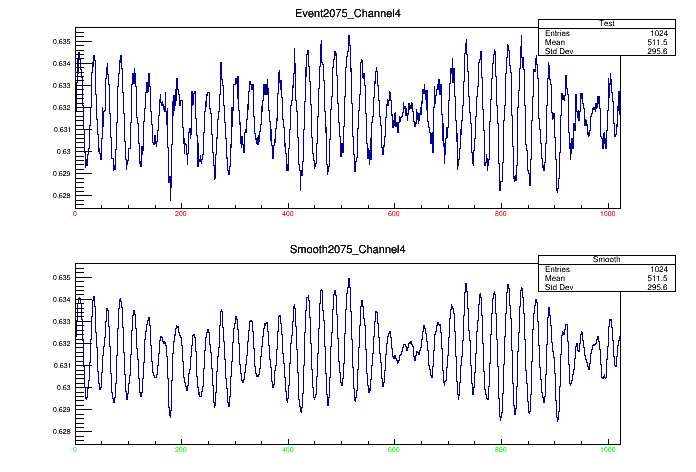 Event2075_Channel4
Test
Entries 1024
Mean 511.5
Std Dev 295.6
0.635
0.634
0.633
0.632
0.631
0.63
0.629
0.628
0 200 400 600 800 1000
Smooth2075_Channel4
Smooth
Entries 1024
Mean 511.5
Std Dev 295.6
0.635
0.634
0.633
0.632
0.631
0.63
0.629
0.628
0 200 400 600 800 1000